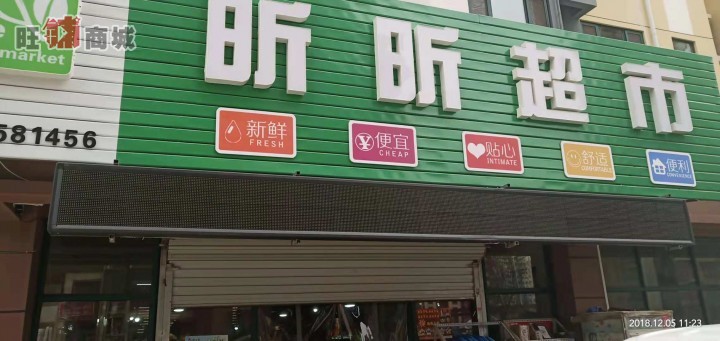 旺铺商城
market
昕昕超市
581456
新鲜
FRESH
便宜
CHEAP
贴心
INTIMATE
舒适
便利
2018.12.05 11:23